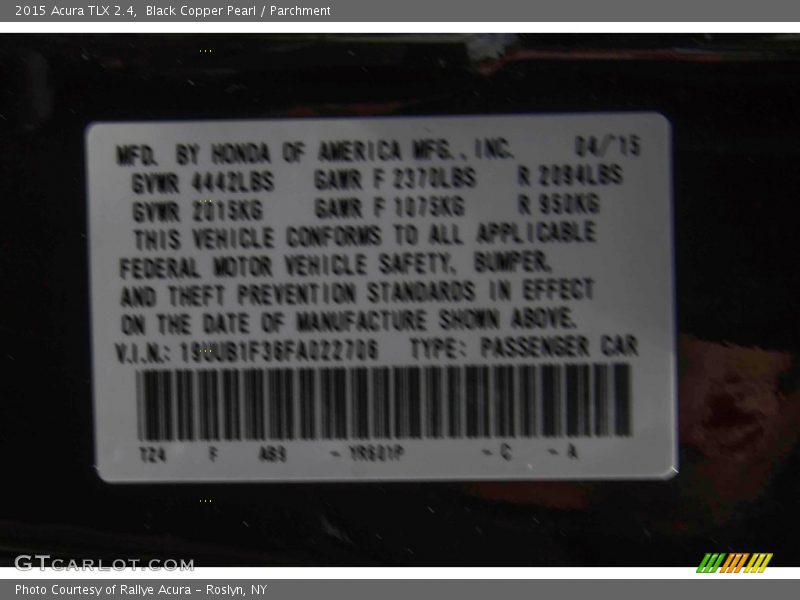 2015 Acura TLX 2.4, Black Copper Pearl / Parchment
MFD. BY HONDA OF AMERICA MFG., INC. 04/15
GVWR 4442LBS GAWR F 2370LBS R 2094LBS
GVWR 2015KG GAWR F 1075KG R 950KG
THIS VEHICLE CONFORMS TO ALL APPLICABLE
FEDERAL MOTOR VEHICLE SAFETY, BUMPER,
AND THEFT PREVENTION STANDARDS IN EFFECT
ON THE DATE OF MANUFACTURE SHOWN ABOVE.
V.I.N.: 19UUB1F36FA022706 TYPE: PASSENGER CAR
TZ4 F - C - A
GTCARLOT.COM
Photo Courtesy of Rallye Acura - Roslyn, NY